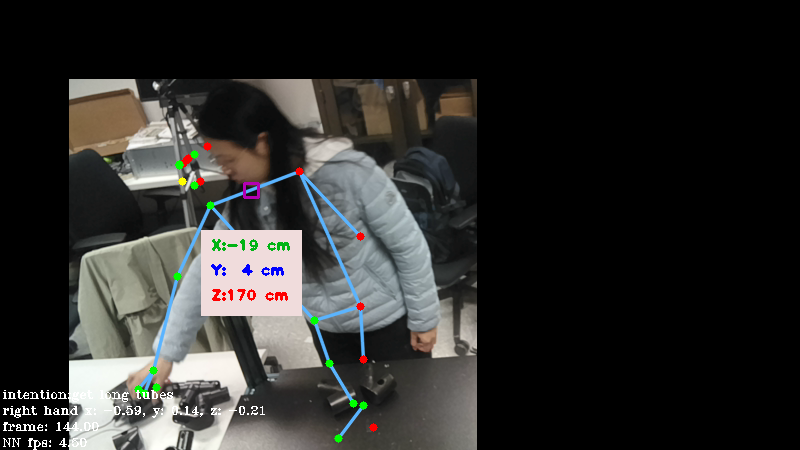 X:-19 cm
Y: 4 cm
Z:170 cm
intention:get long tubes
right hand x: -0.59, y: 0.14, z: -0.21
frame: 144.00
NN fps: 4.60